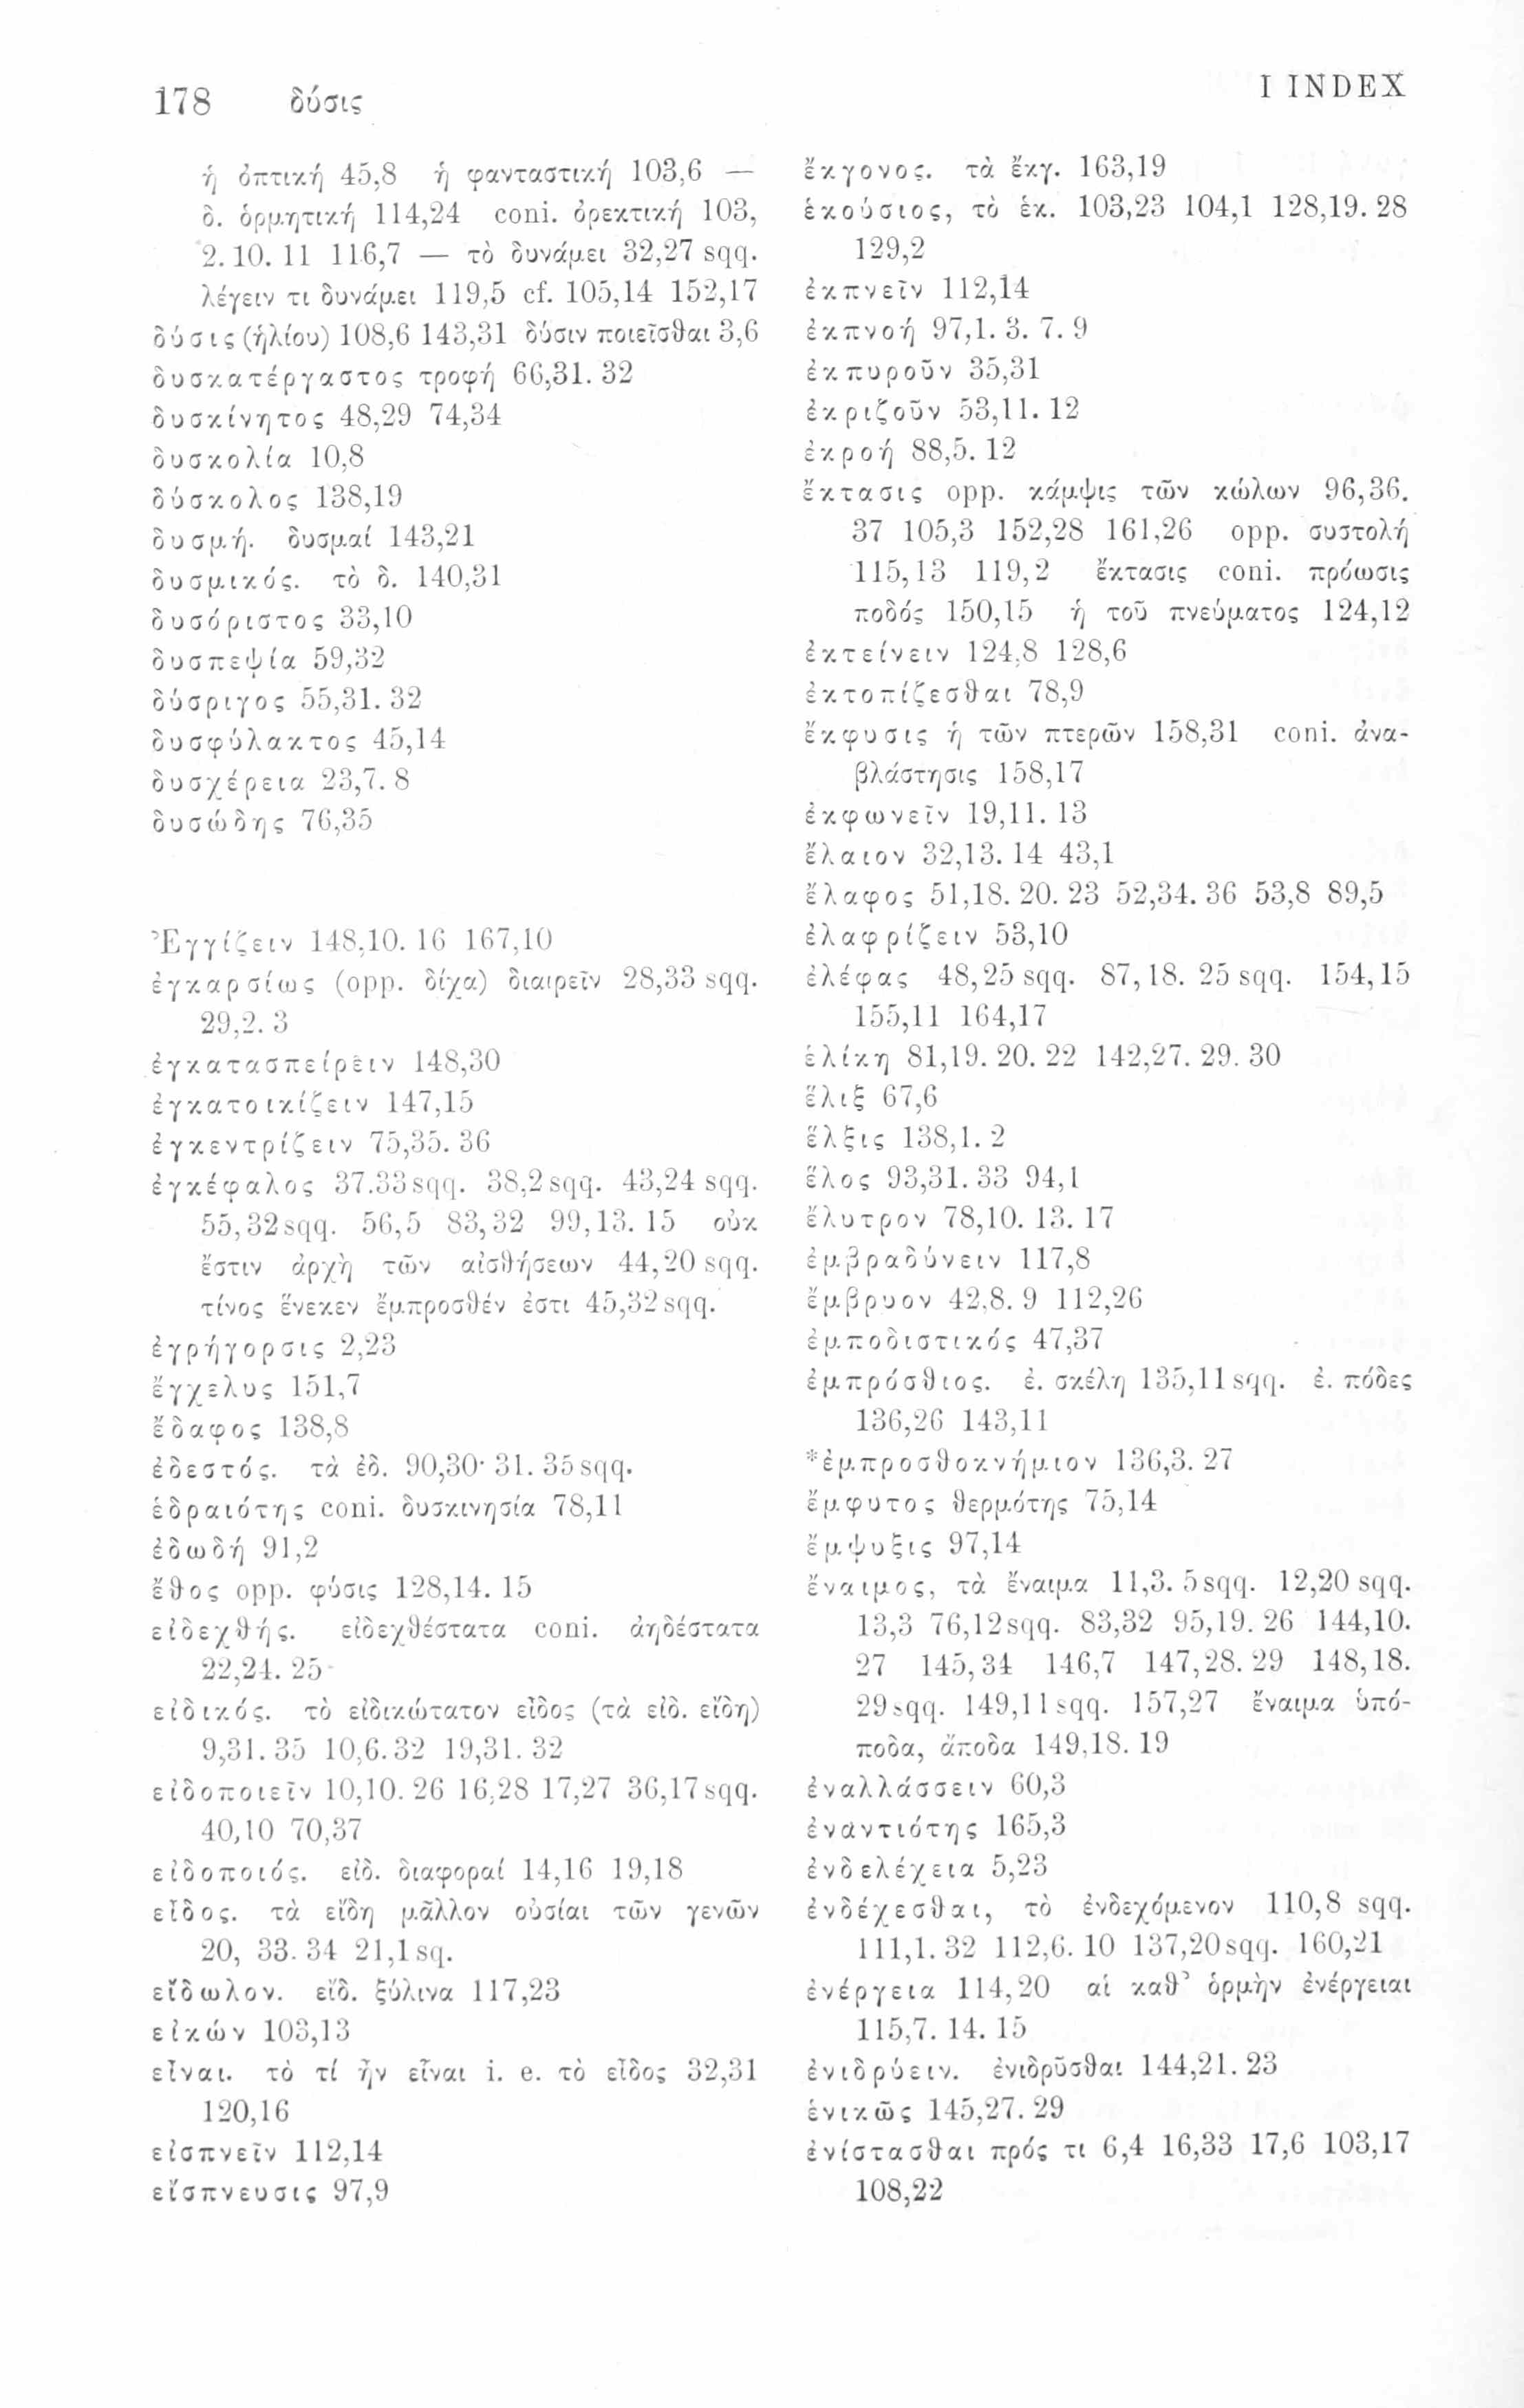 178 δύσις
I INDEX
ἡ ὀπτική 45,8 ἡ φανταστική 103,6 —
δ. ὁρμητική 114,24 coni. ὀρεκτική 103,
2. 10. 11 116,7 — τὸ δυνάμει 32,27 sqq.
λέγειν τι δυνάμει 119,5 cf. 105,14 152,17
δύσις (ἡλίου) 108,6 143,31 δύσιν ποιεῖσθαι 3,6
δυσκατέργαστος τροφή 66,31. 32
δυσκίνητος 48,29 74,34
δυσκολία 10,8
δύσκολος 138,19
δυσμή. δυσμαί 143,21
δυσμικός. τὸ δ. 140,31
δυσόριστος 33,10
δυσπεψία 59,32
δύσριγος 55,31. 32
δυσφύλακτος 45,14
δυσχέρεια 23,7. 8
δυσώδης 76,35
Ἐγγίζειν 148,10. 16 167,10
ἐγκαρσίως (opp. δίχα) διαιρεῖν 28,33 sqq.
29,2. 3
ἐγκατασπείρειν 148,30
ἐγκατοικίζειν 147,15
ἐγκεντρίζειν 75,35. 36
ἐγκέφαλος 37.33 sqq. 38,2 sqq. 43,24 sqq.
55,32 sqq. 56,5 83,32 99,13. 15 οὐκ
ἔστιν ἀρχὴ τῶν αἰσθήσεων 44,20 sqq.
τίνος ἕνεκεν ἔμπροσθέν ἐστι 45,32 sqq.
ἐγρήγορσις 2,23
ἔγχελυς 151,7
ἔδαφος 138,8
ἐδεστός. τὰ ἐδ. 90,30· 31. 35 sqq.
ἑδραιότης coni. δυσκινησία 78,11
ἐδωδή 91,2
ἔθος opp. φύσις 128,14. 15
εἰδεχθής. εἰδεχθέστατα coni. ἀηδέστατα
22,24. 25
εἰδικός. τὸ εἰδικώτατον εἶδος (τὰ εἰδ. εἴδη)
9,31. 35 10,6. 32 19,31. 32
εἰδοποιεῖν 10,10. 26 16,28 17,27 36,17 sqq.
40,10 70,37
εἰδοποιός. εἰδ. διαφοραί 14,16 19,18
εἶδος. τὰ εἴδη μᾶλλον οὐσίαι τῶν γενῶν
20, 33. 34 21,1 sq.
εἴδωλον. εἴδ. ξύλινα 117,23
εἰκών 103,13
εἶναι. τὸ τί ἦν εἶναι i. e. τὸ εἶδος 32,31
120,16
εἰσπνεῖν 112,14
εἴσπνευσις 97,9
ἔκγονος. τὰ ἔκγ. 163,19
ἑκούσιος, τὸ ἑκ. 103,23 104,1 128,19. 28
129,2
ἐκπνεῖν 112,14
ἐκπνοή 97,1. 3. 7. 9
ἐκπυροῦν 35,31
ἐκριζοῦν 53,11. 12
ἐκροή 88,5. 12
ἔκτασις opp. κάμψις τῶν κώλων 96,36.
37 105,3 152,28 161,26 opp. συστολή
115,13 119,2 ἔκτασις coni. πρόωσις
ποδός 150,15 ἡ τοῦ πνεύματος 124,12
ἐκτείνειν 124,8 128,6
ἐκτοπίζεσθαι 78,9
ἔκφυσις ἡ τῶν πτερῶν 158,31 coni. ἀνα-
βλάστησις 158,17
ἐκφωνεῖν 19,11. 13
ἔλαιον 32,13. 14 43,1
ἔλαφος 51,18. 20. 23 52,34. 36 53,8 89,5
ἐλαφρίζειν 53,10
ἐλέφας 48,25 sqq. 87,18. 25 sqq. 154,15
155,11 164,17
ἑλίκη 81,19. 20. 22 142,27. 29. 30
ἕλιξ 67,6
ἕλξις 138,1. 2
ἕλος 93,31. 33 94,1
ἔλυτρον 78,10. 13. 17
ἐμβραδύνειν 117,8
ἔμβρυον 42,8. 9 112,26
ἐμποδιστικός 47,37
ἐμπρόσθιος. ἐ. σκέλη 135,11 sqq. ἐ. πόδες
136,26 143,11
*ἐμπροσθοκνήμιον 136,3. 27
ἔμφυτος θερμότης 75,14
ἔμψυξις 97,14
ἔναιμος, τὰ ἔναιμα 11,3. 5 sqq. 12,20 sqq.
13,3 76,12 sqq. 83,32 95,19. 26 144,10.
27 145,34 146,7 147,28. 29 148,18.
29 sqq. 149,11 sqq. 157,27 ἔναιμα ὑπό-
ποδα, ἄποδα 149,18. 19
ἐναλλάσσειν 60,3
ἐναντιότης 165,3
ἐνδελέχεια 5,23
ἐνδέχεσθαι, τὸ ἐνδεχόμενον 110,8 sqq.
111,1. 32 112,6. 10 137,20 sqq. 160,21
ἐνέργεια 114,20 αἱ καθ’ ὁρμὴν ἐνέργειαι
115,7. 14. 15
ἐνιδρύειν. ἐνιδρῦσθαι 144,21. 23
ἑνικῶς 145,27. 29
ἐνίστασθαι πρός τι 6,4 16,33 17,6 103,17
108,22